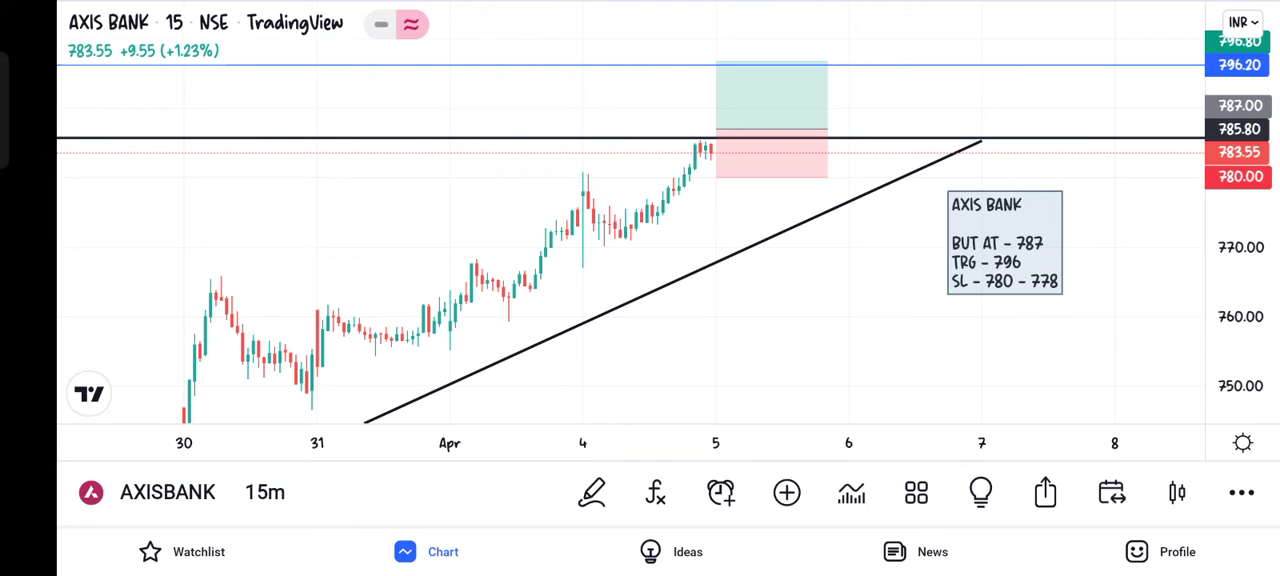 AXIS BANK · 15 · NSE · TradingView
783.55 +9.55 (+1.23%)
INR
796.80
796.20
787.00
785.80
783.55
780.00
770.00
760.00
750.00
AXIS BANK
BUT AT - 787
TRG - 796
SL - 780 - 778
30 31 Apr 4 5 6 7 8
AXISBANK 15m
Watchlist Chart Ideas News Profile